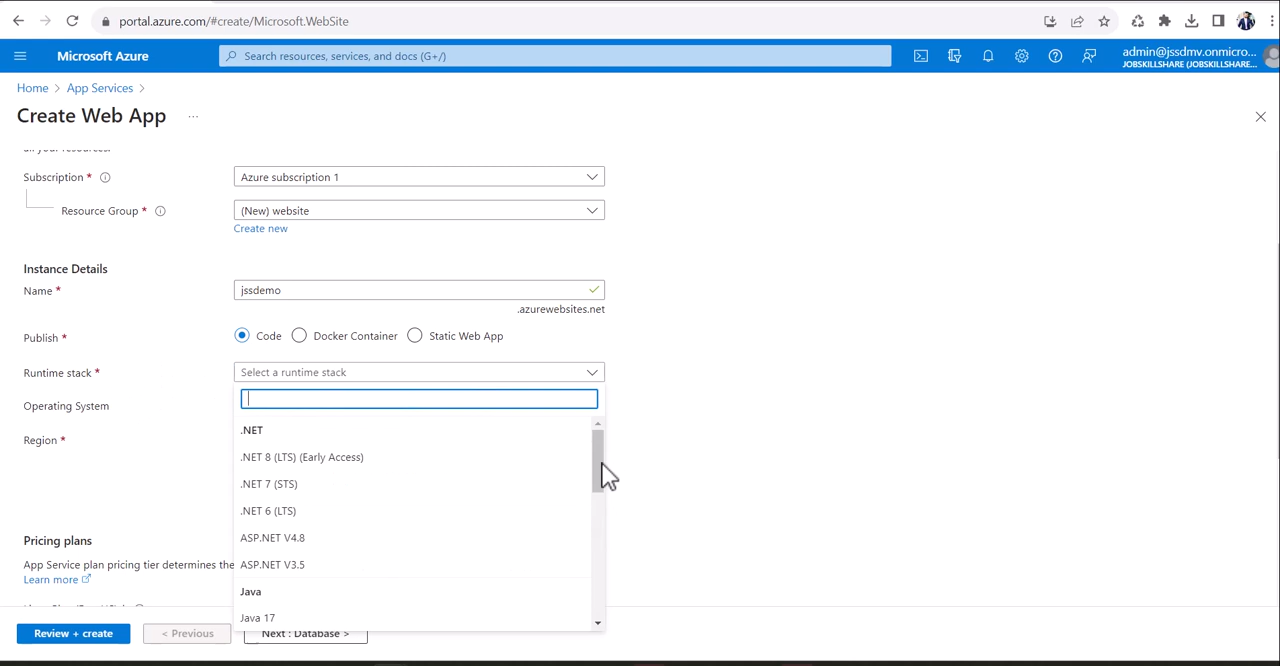 portal.azure.com/#create/Microsoft.WebSite
Microsoft Azure
Search resources, services, and docs (G+/)
admin@jssdmv.onmicro...
JOBSKILLSHARE (JOBSKILLSHARE...
Home > App Services >
Create Web App ...
all your resources.
Subscription *
Azure subscription 1
Resource Group *
(New) website
Create new
Instance Details
Name *
jssdemo
.azurewebsites.net
Publish *
Code
Docker Container
Static Web App
Runtime stack *
Select a runtime stack
Operating System
Region *
.NET
.NET 8 (LTS) (Early Access)
.NET 7 (STS)
.NET 6 (LTS)
ASP.NET V4.8
ASP.NET V3.5
Java
Java 17
Pricing plans
App Service plan pricing tier determines the
Learn more
Review + create
< Previous
Next : Database >